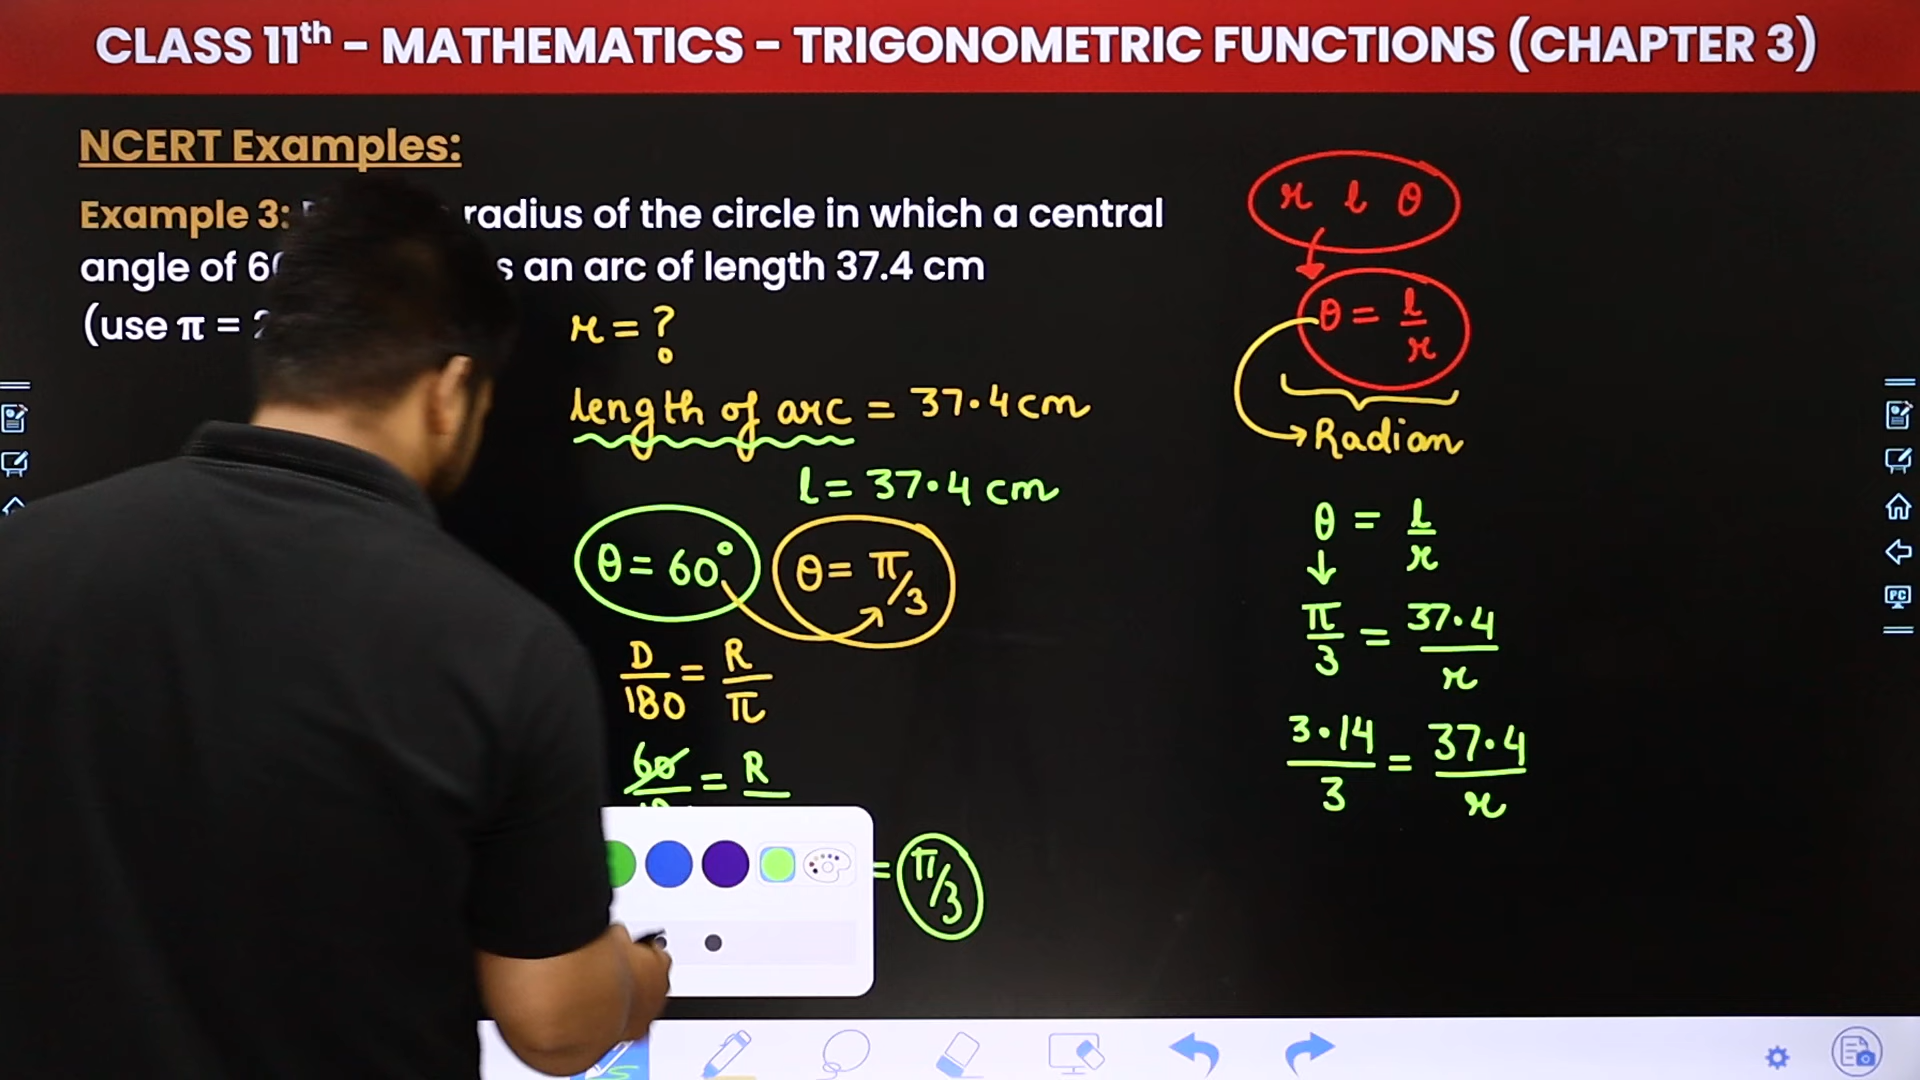 CLASS 11th - MATHEMATICS - TRIGONOMETRIC FUNCTIONS (CHAPTER 3)
NCERT Examples:
Example 3: radius of the circle in which a central
angle of 6 s an arc of length 37.4 cm
(use π = 2
r = ?
length of arc = 37.4 cm
l = 37.4 cm
θ = 60° θ = π/3
D/180 = R/π
60/ = R
= π/3
r l θ
θ = l/r
Radian
θ = l/r
π/3 = 37.4/r
3.14/3 = 37.4/r
PC